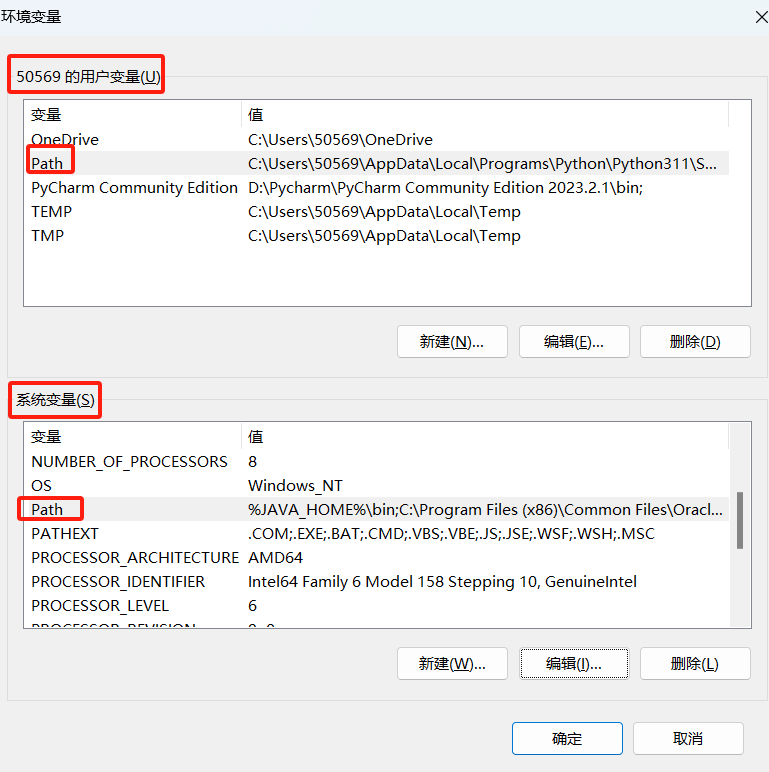 环境变量
50569 的用户变量(U)
变量 值
OneDrive C:\Users\50569\OneDrive
Path C:\Users\50569\AppData\Local\Programs\Python\Python311\S...
PyCharm Community Edition D:\Pycharm\PyCharm Community Edition 2023.2.1\bin;
TEMP C:\Users\50569\AppData\Local\Temp
TMP C:\Users\50569\AppData\Local\Temp
新建(N)... 编辑(E)... 删除(D)
系统变量(S)
变量 值
NUMBER_OF_PROCESSORS 8
OS Windows_NT
Path %JAVA_HOME%\bin;C:\Program Files (x86)\Common Files\Oracl...
PATHEXT .COM;.EXE;.BAT;.CMD;.VBS;.VBE;.JS;.JSE;.WSF;.WSH;.MSC
PROCESSOR_ARCHITECTURE AMD64
PROCESSOR_IDENTIFIER Intel64 Family 6 Model 158 Stepping 10, GenuineIntel
PROCESSOR_LEVEL 6
PROCESSOR_REVISION
新建(W)... 编辑(I)... 删除(L)
确定 取消